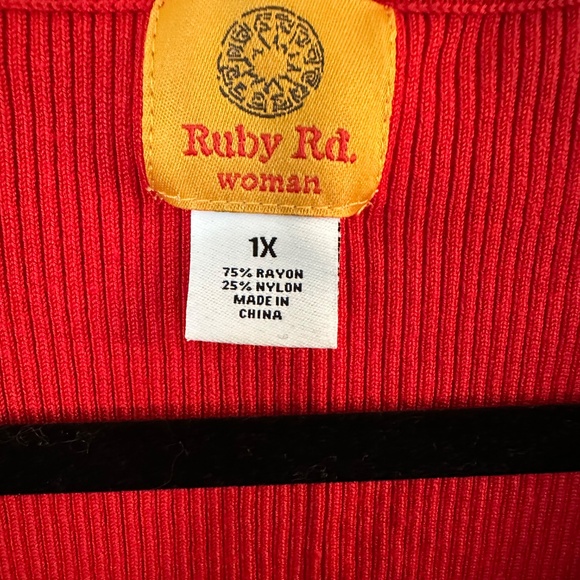 Ruby Rd.
woman
1X
75% RAYON
25% NYLON
MADE IN
CHINA